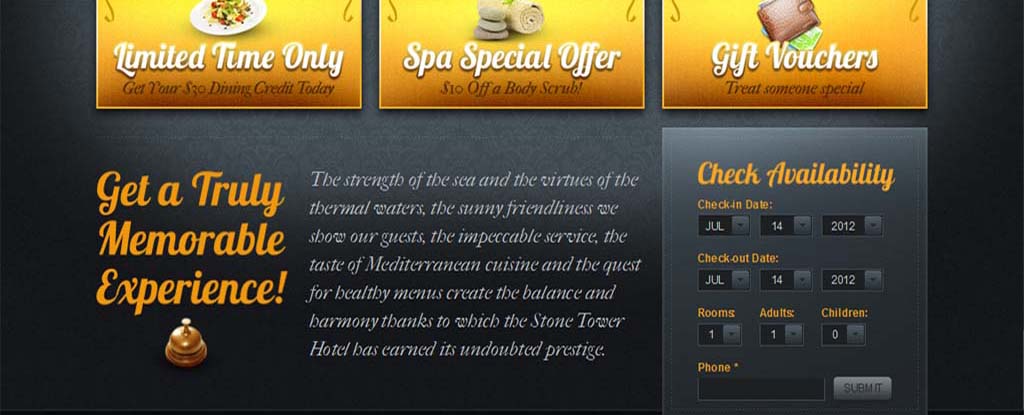 Limited Time Only
Get Your $30 Dining Credit Today
Spa Special Offer
$10 Off a Body Scrub!
Gift Vouchers
Treat someone special
Get a Truly
Memorable
Experience!
The strength of the sea and the virtues of the
thermal waters, the sunny friendliness we
show our guests, the impeccable service, the
taste of Mediterranean cuisine and the quest
for healthy menus create the balance and
harmony thanks to which the Stone Tower
Hotel has earned its undoubted prestige.
Check Availability
Check-in Date:
JUL 14 2012
Check-out Date:
JUL 14 2012
Rooms: Adults: Children:
1 1 0
Phone *
SUBMIT